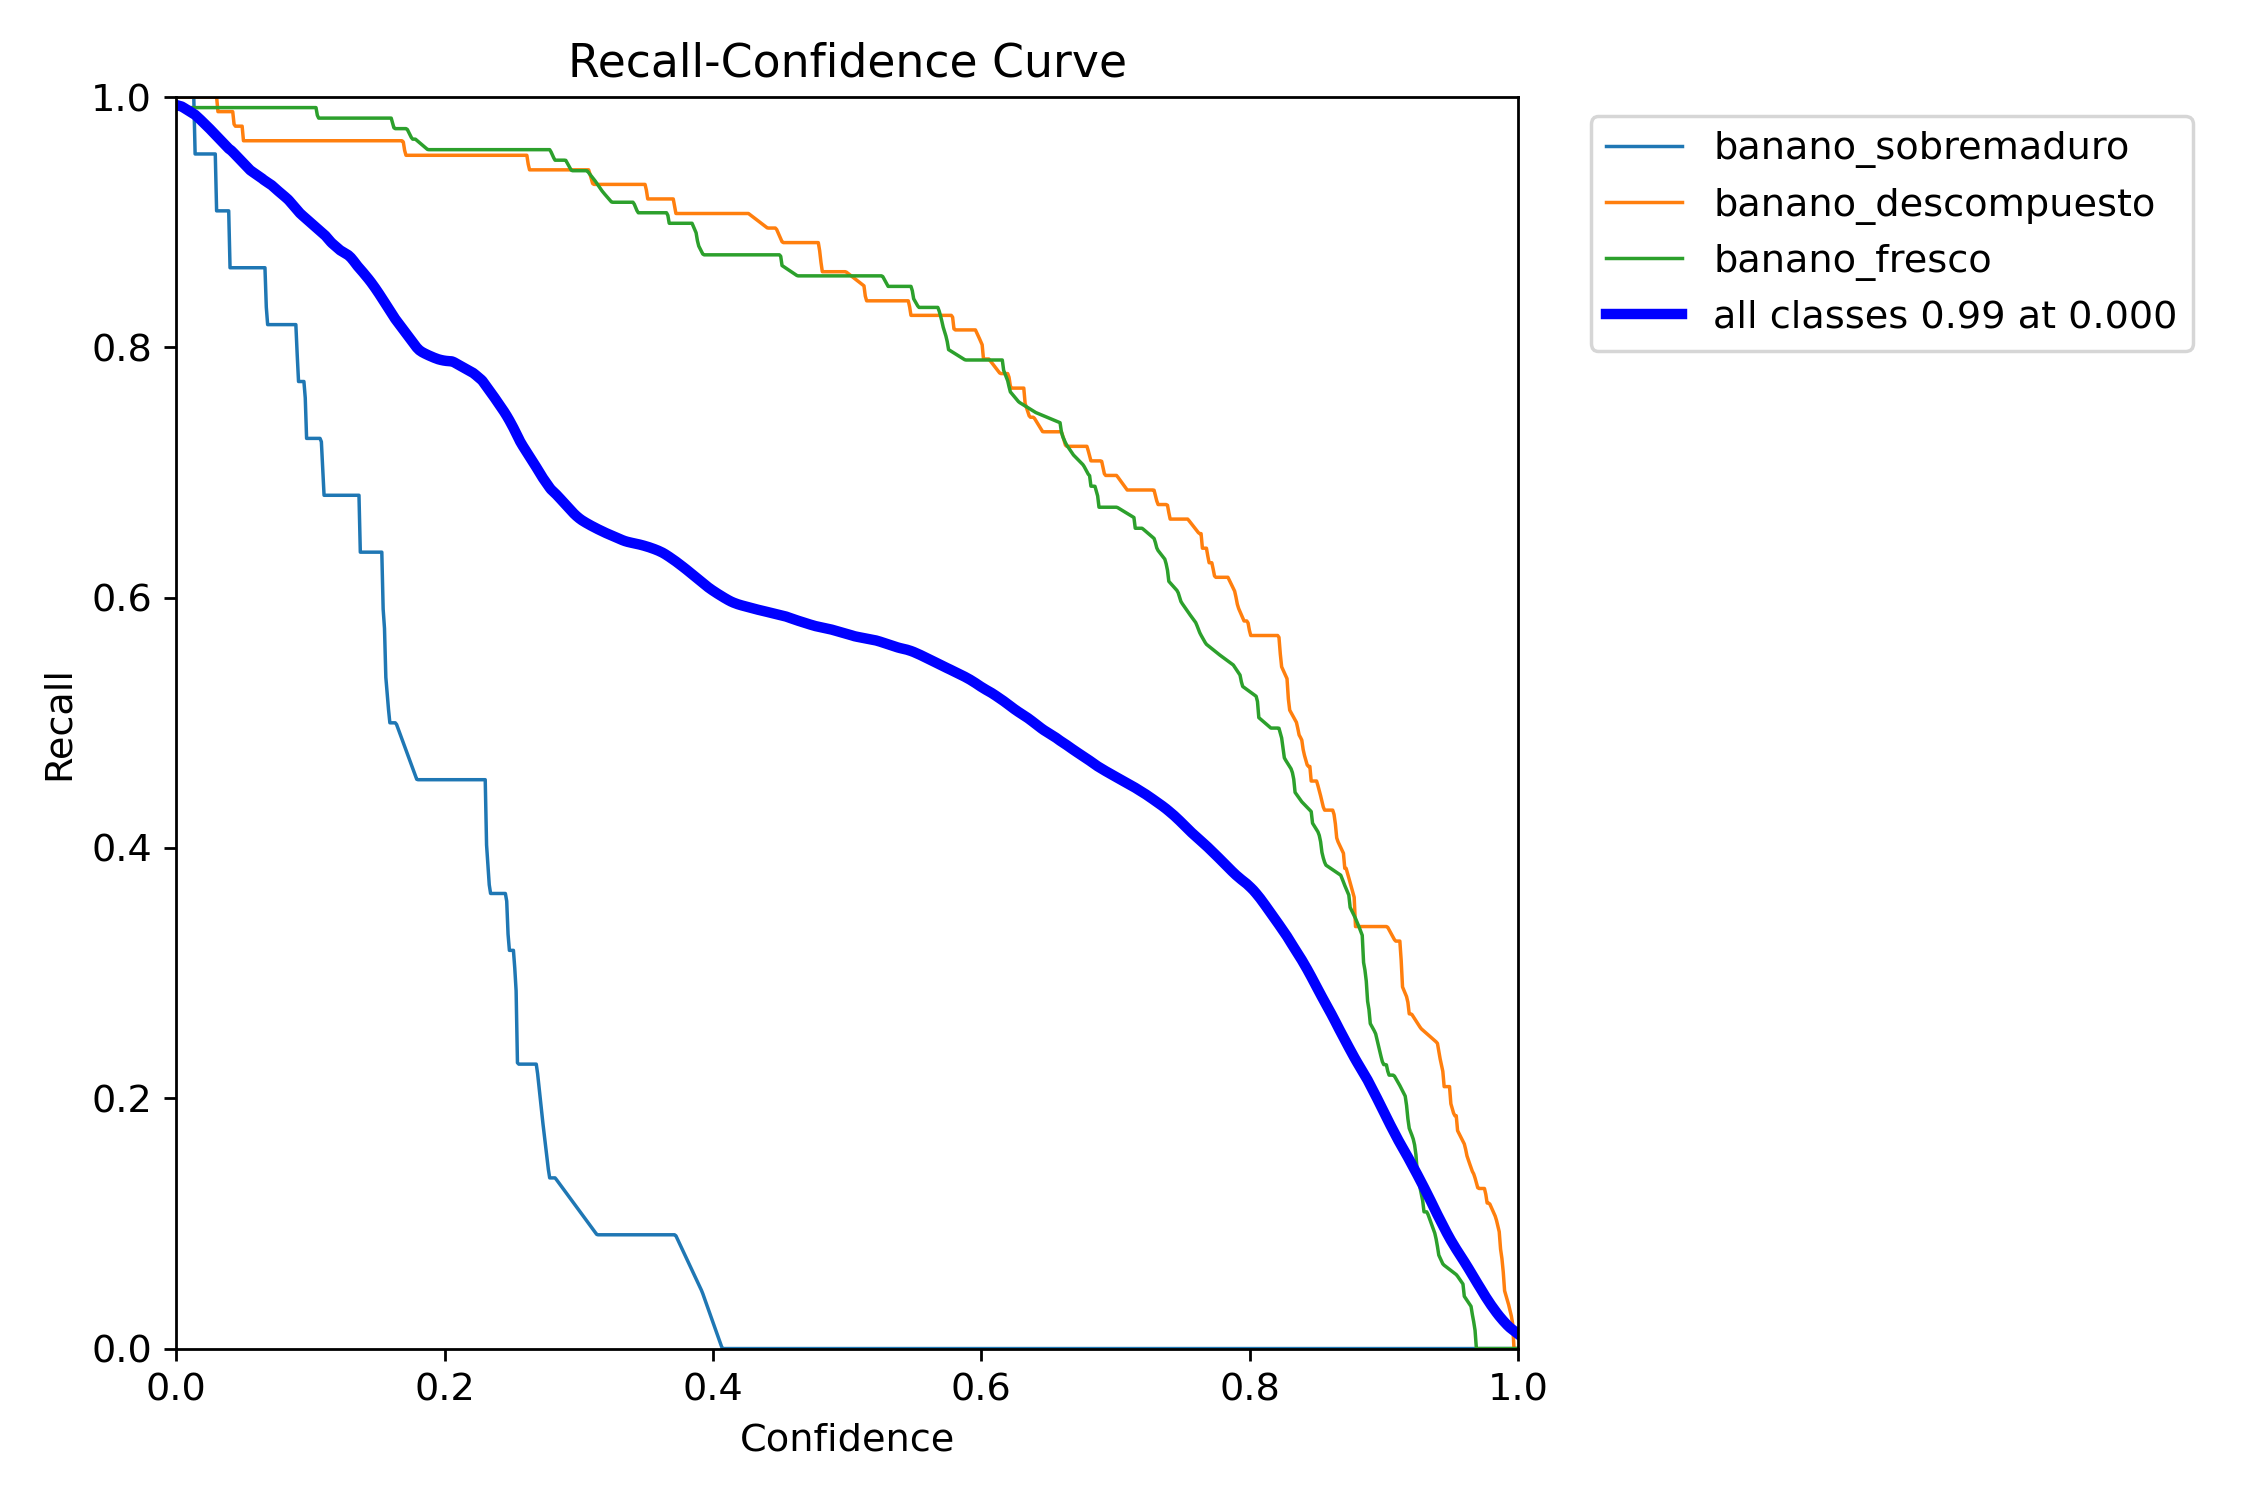 Recall-Confidence Curve
1.0
0.8
0.6
0.4
0.2
0.0
Recall
0.0 0.2 0.4 0.6 0.8 1.0
Confidence
banano_sobremaduro
banano_descompuesto
banano_fresco
all classes 0.99 at 0.000